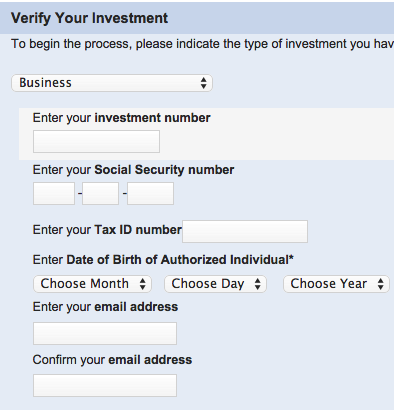 Verify Your Investment
To begin the process, please indicate the type of investment you hav
Business
Enter your investment number
Enter your Social Security number
- -
Enter your Tax ID number
Enter Date of Birth of Authorized Individual*
Choose Month Choose Day Choose Year
Enter your email address
Confirm your email address